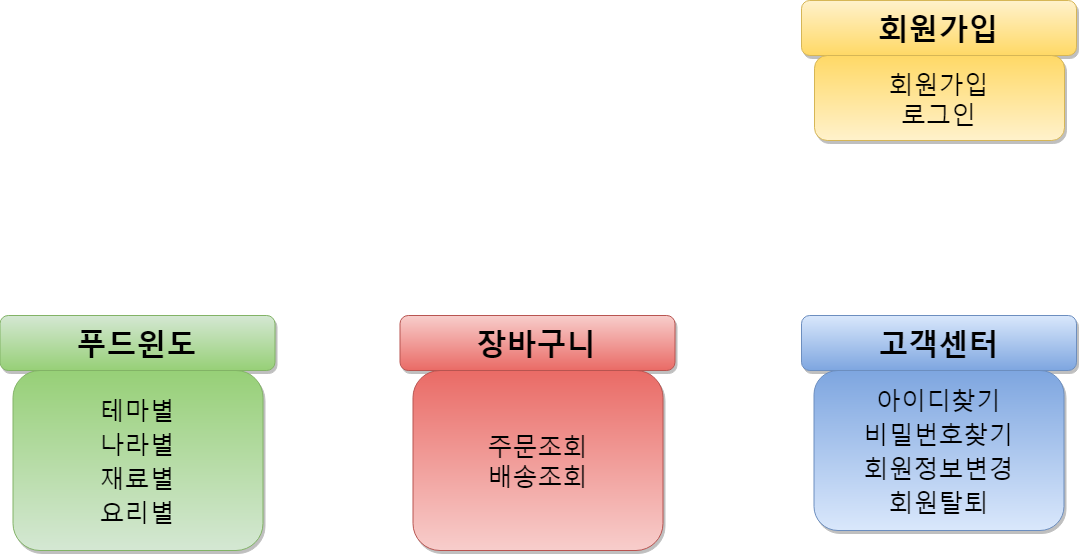 회원가입
회원가입
로그인
푸드윈도
테마별
나라별
재료별
요리별
장바구니
주문조회
배송조회
고객센터
아이디찾기
비밀번호찾기
회원정보변경
회원탈퇴